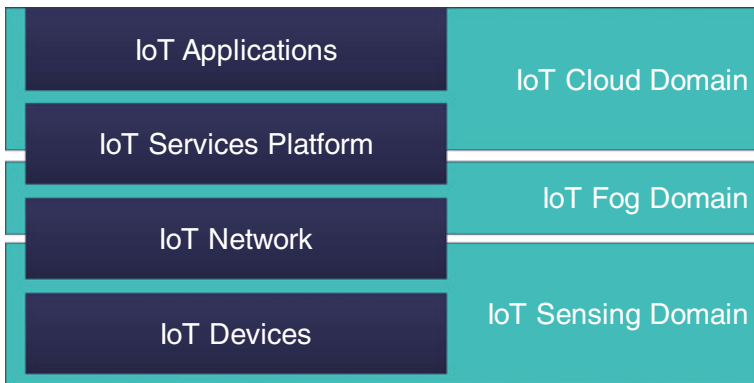 IoT Applications
IoT Cloud Domain
IoT Services Platform
IoT Fog Domain
IoT Network
IoT Devices
IoT Sensing Domain